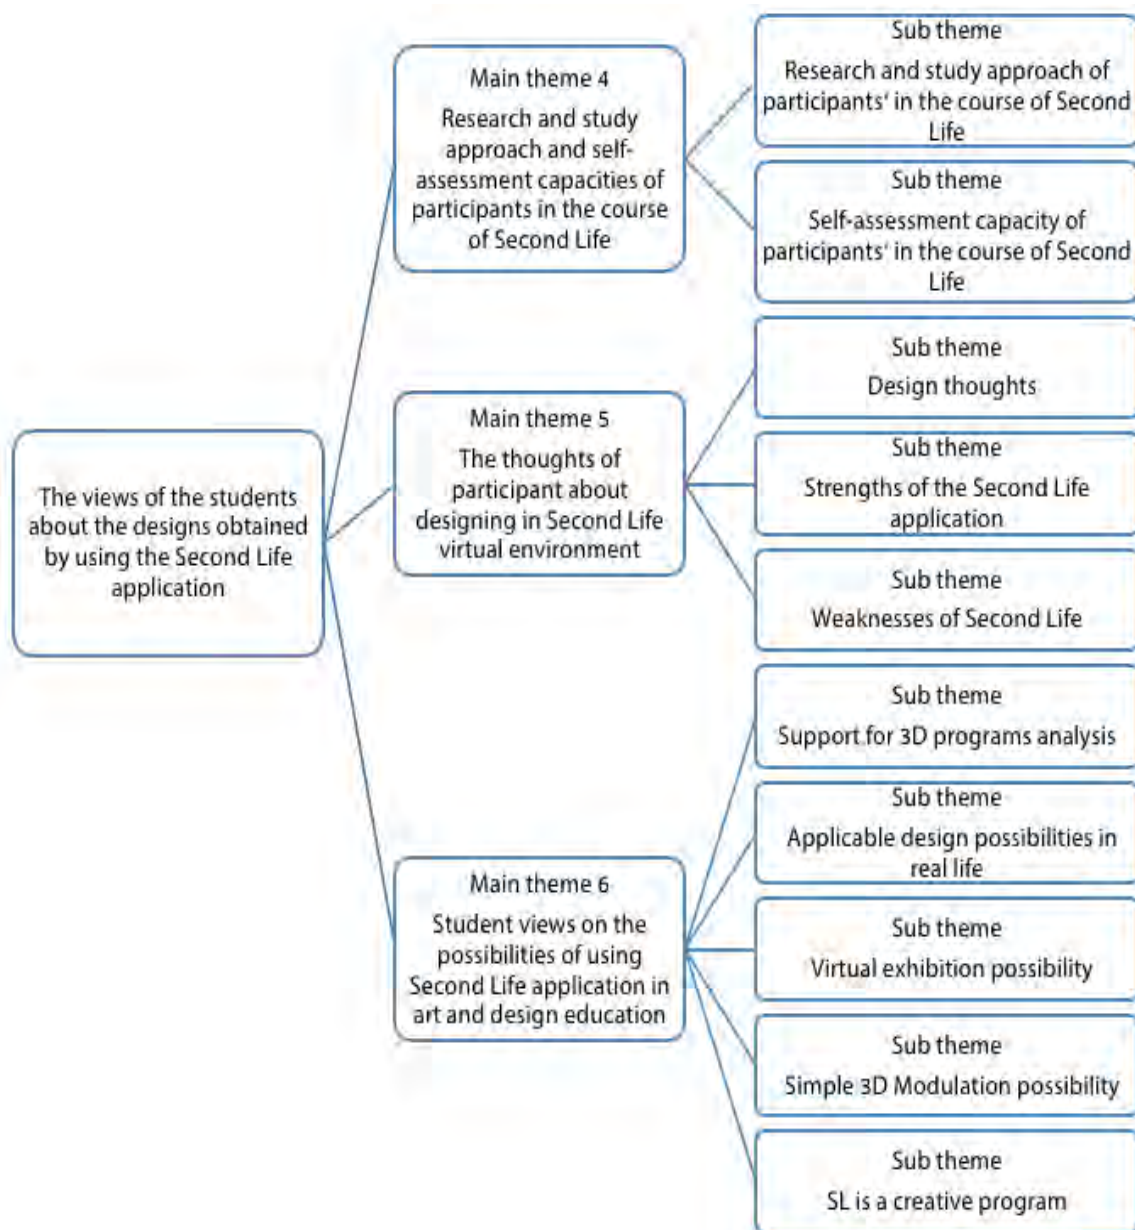 The views of the students
about the designs obtained
by using the Second Life
application
Main theme 4
Research and study
approach and self-
assessment capacities of
participants in the course
of Second Life
Sub theme
Research and study approach of
participants' in the course of Second
Life
Sub theme
Self-assessment capacity of
participants' in the course of Second
Life
Main theme 5
The thoughts of
participant about
designing in Second Life
virtual environment
Sub theme
Design thoughts
Sub theme
Strengths of the Second Life
application
Sub theme
Weaknesses of Second Life
Main theme 6
Student views on the
possibilities of using
Second Life application in
art and design education
Sub theme
Support for 3D programs analysis
Sub theme
Applicable design possibilities in
real life
Sub theme
Virtual exhibition possibility
Sub theme
Simple 3D Modulation possibility
Sub theme
SL is a creative program